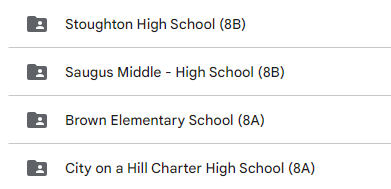 Stoughton High School (8B)
Saugus Middle - High School (8B)
Brown Elementary School (8A)
City on a Hill Charter High School (8A)